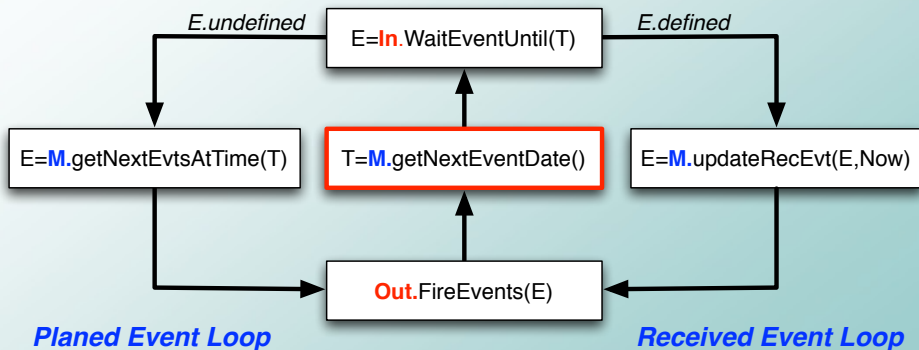 E.undefined
E=In.WaitEventUntil(T)
E.defined
E=M.getNextEvtsAtTime(T)
T=M.getNextEventDate()
E=M.updateRecEvt(E,Now)
Out.FireEvents(E)
Planed Event Loop
Received Event Loop